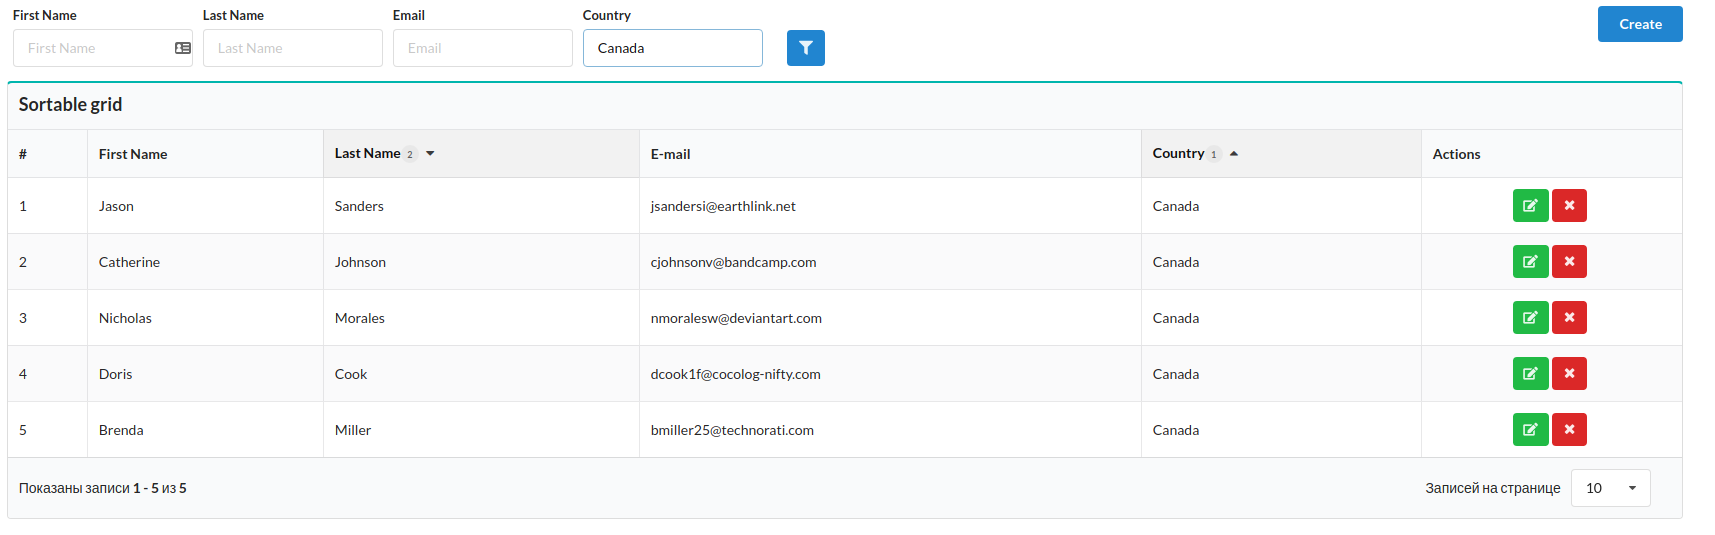 First Name Last Name Email Country
First Name Last Name Email Canada Create
Sortable grid
# First Name Last Name 2 E-mail Country 1 Actions
1 Jason Sanders jsandersi@earthlink.net Canada
2 Catherine Johnson cjohnsonv@bandcamp.com Canada
3 Nicholas Morales nmoralesw@deviantart.com Canada
4 Doris Cook dcook1f@cocolog-nifty.com Canada
5 Brenda Miller bmiller25@technorati.com Canada
Показаны записи 1 - 5 из 5 Записей на странице 10